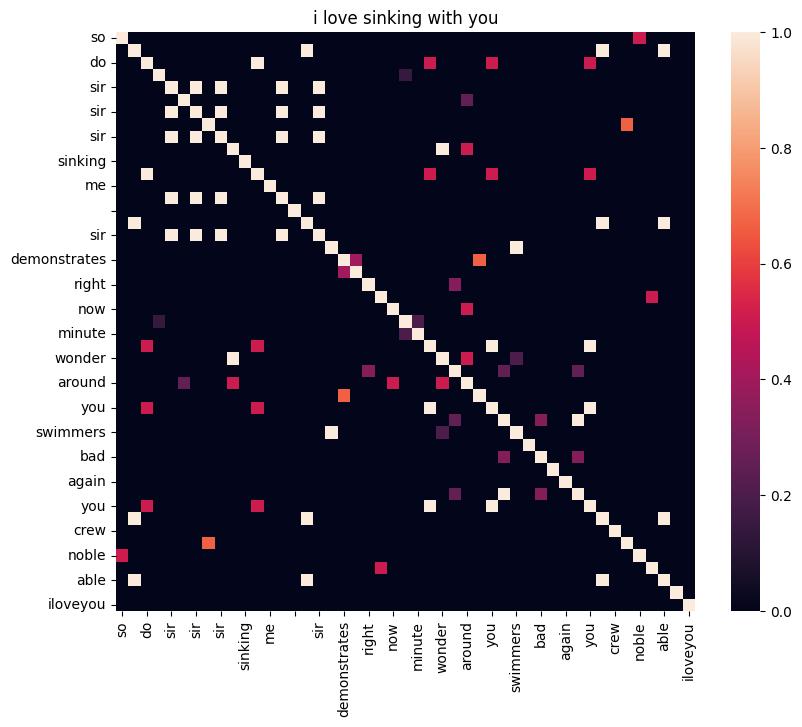 i love sinking with you
so
do
sir
sir
sir
sinking
me
sir
demonstrates
right
now
minute
wonder
around
you
swimmers
bad
again
you
crew
noble
able
iloveyou
so
do
sir
sir
sir
sinking
me
sir
demonstrates
right
now
minute
wonder
around
you
swimmers
bad
again
you
crew
noble
able
iloveyou
1.0
0.8
0.6
0.4
0.2
0.0